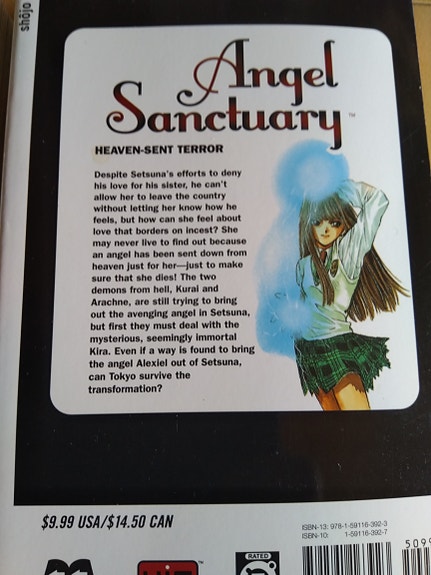 shōjo
Angel
Sanctuary™
HEAVEN-SENT TERROR
Despite Setsuna's efforts to deny
his love for his sister, he can't
allow her to leave the country
without letting her know how he
feels, but how can she feel about
love that borders on incest? She
may never live to find out because
an angel has been sent down from
heaven just for her—just to make
sure that she dies! The two
demons from hell, Kurai and
Arachne, are still trying to bring
out the avenging angel in Setsuna,
but first they must deal with the
mysterious, seemingly immortal
Kira. Even if a way is found to bring
the angel Alexiel out of Setsuna,
can Tokyo survive the
transformation?
$9.99 USA/$14.50 CAN
ISBN-13: 978-1-59116-392-3
ISBN-10: 1-59116-392-7
5099
RATED